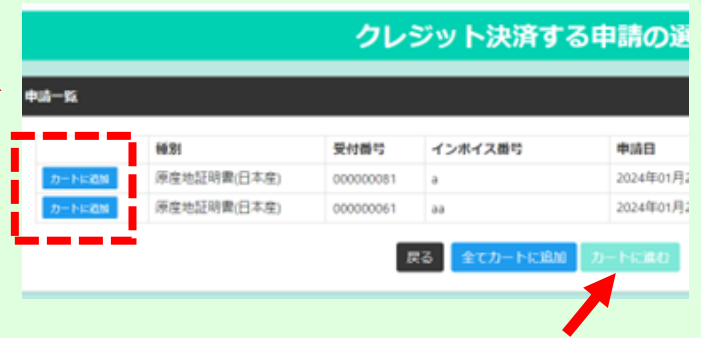 クレジット決済する申請の選
申請一覧
種別 受付番号 インボイス番号 申請日
カートに追加 原産地証明書(日本産) 000000081 a 2024年01月2
カートに追加 原産地証明書(日本産) 000000061 aa 2024年01月2
戻る 全てカートに追加 カートに進む